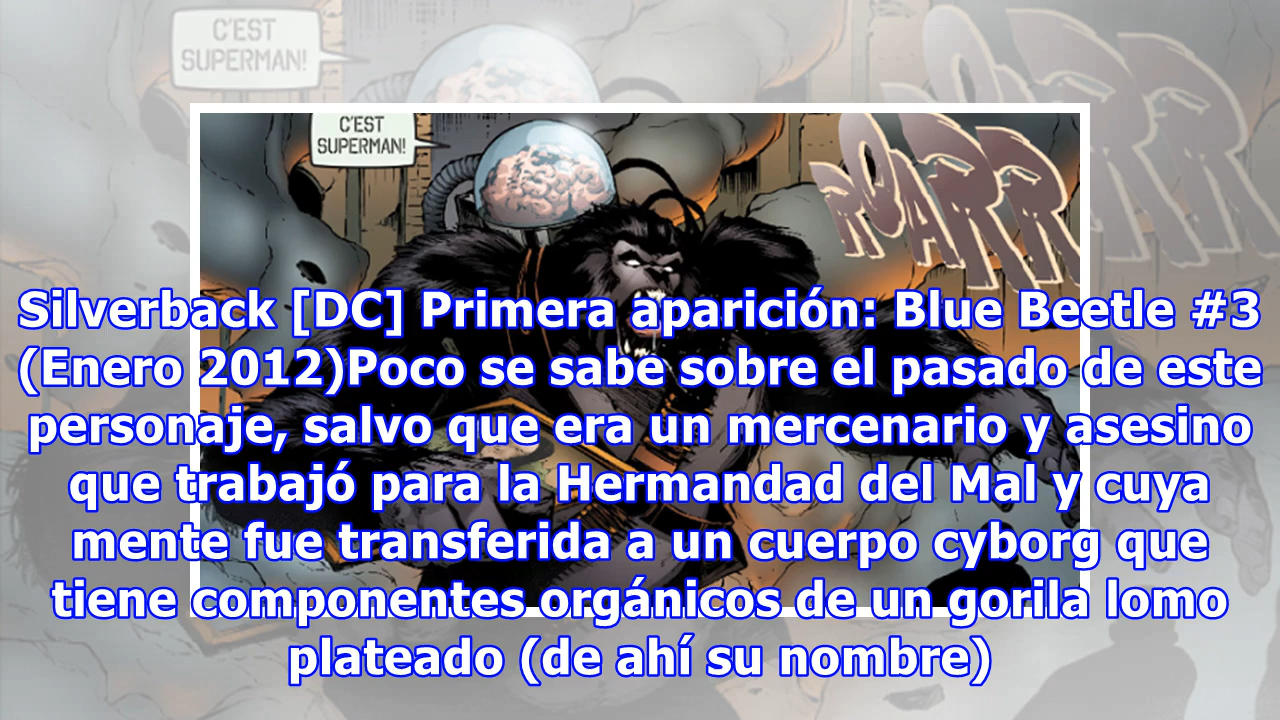 C'EST
SUPERMAN!
C'EST
SUPERMAN!
ROARR
Silverback [DC] Primera aparición: Blue Beetle #3
(Enero 2012)Poco se sabe sobre el pasado de este
personaje, salvo que era un mercenario y asesino
que trabajó para la Hermandad del Mal y cuya
mente fue transferida a un cuerpo cyborg que
tiene componentes orgánicos de un gorila lomo
plateado (de ahí su nombre)